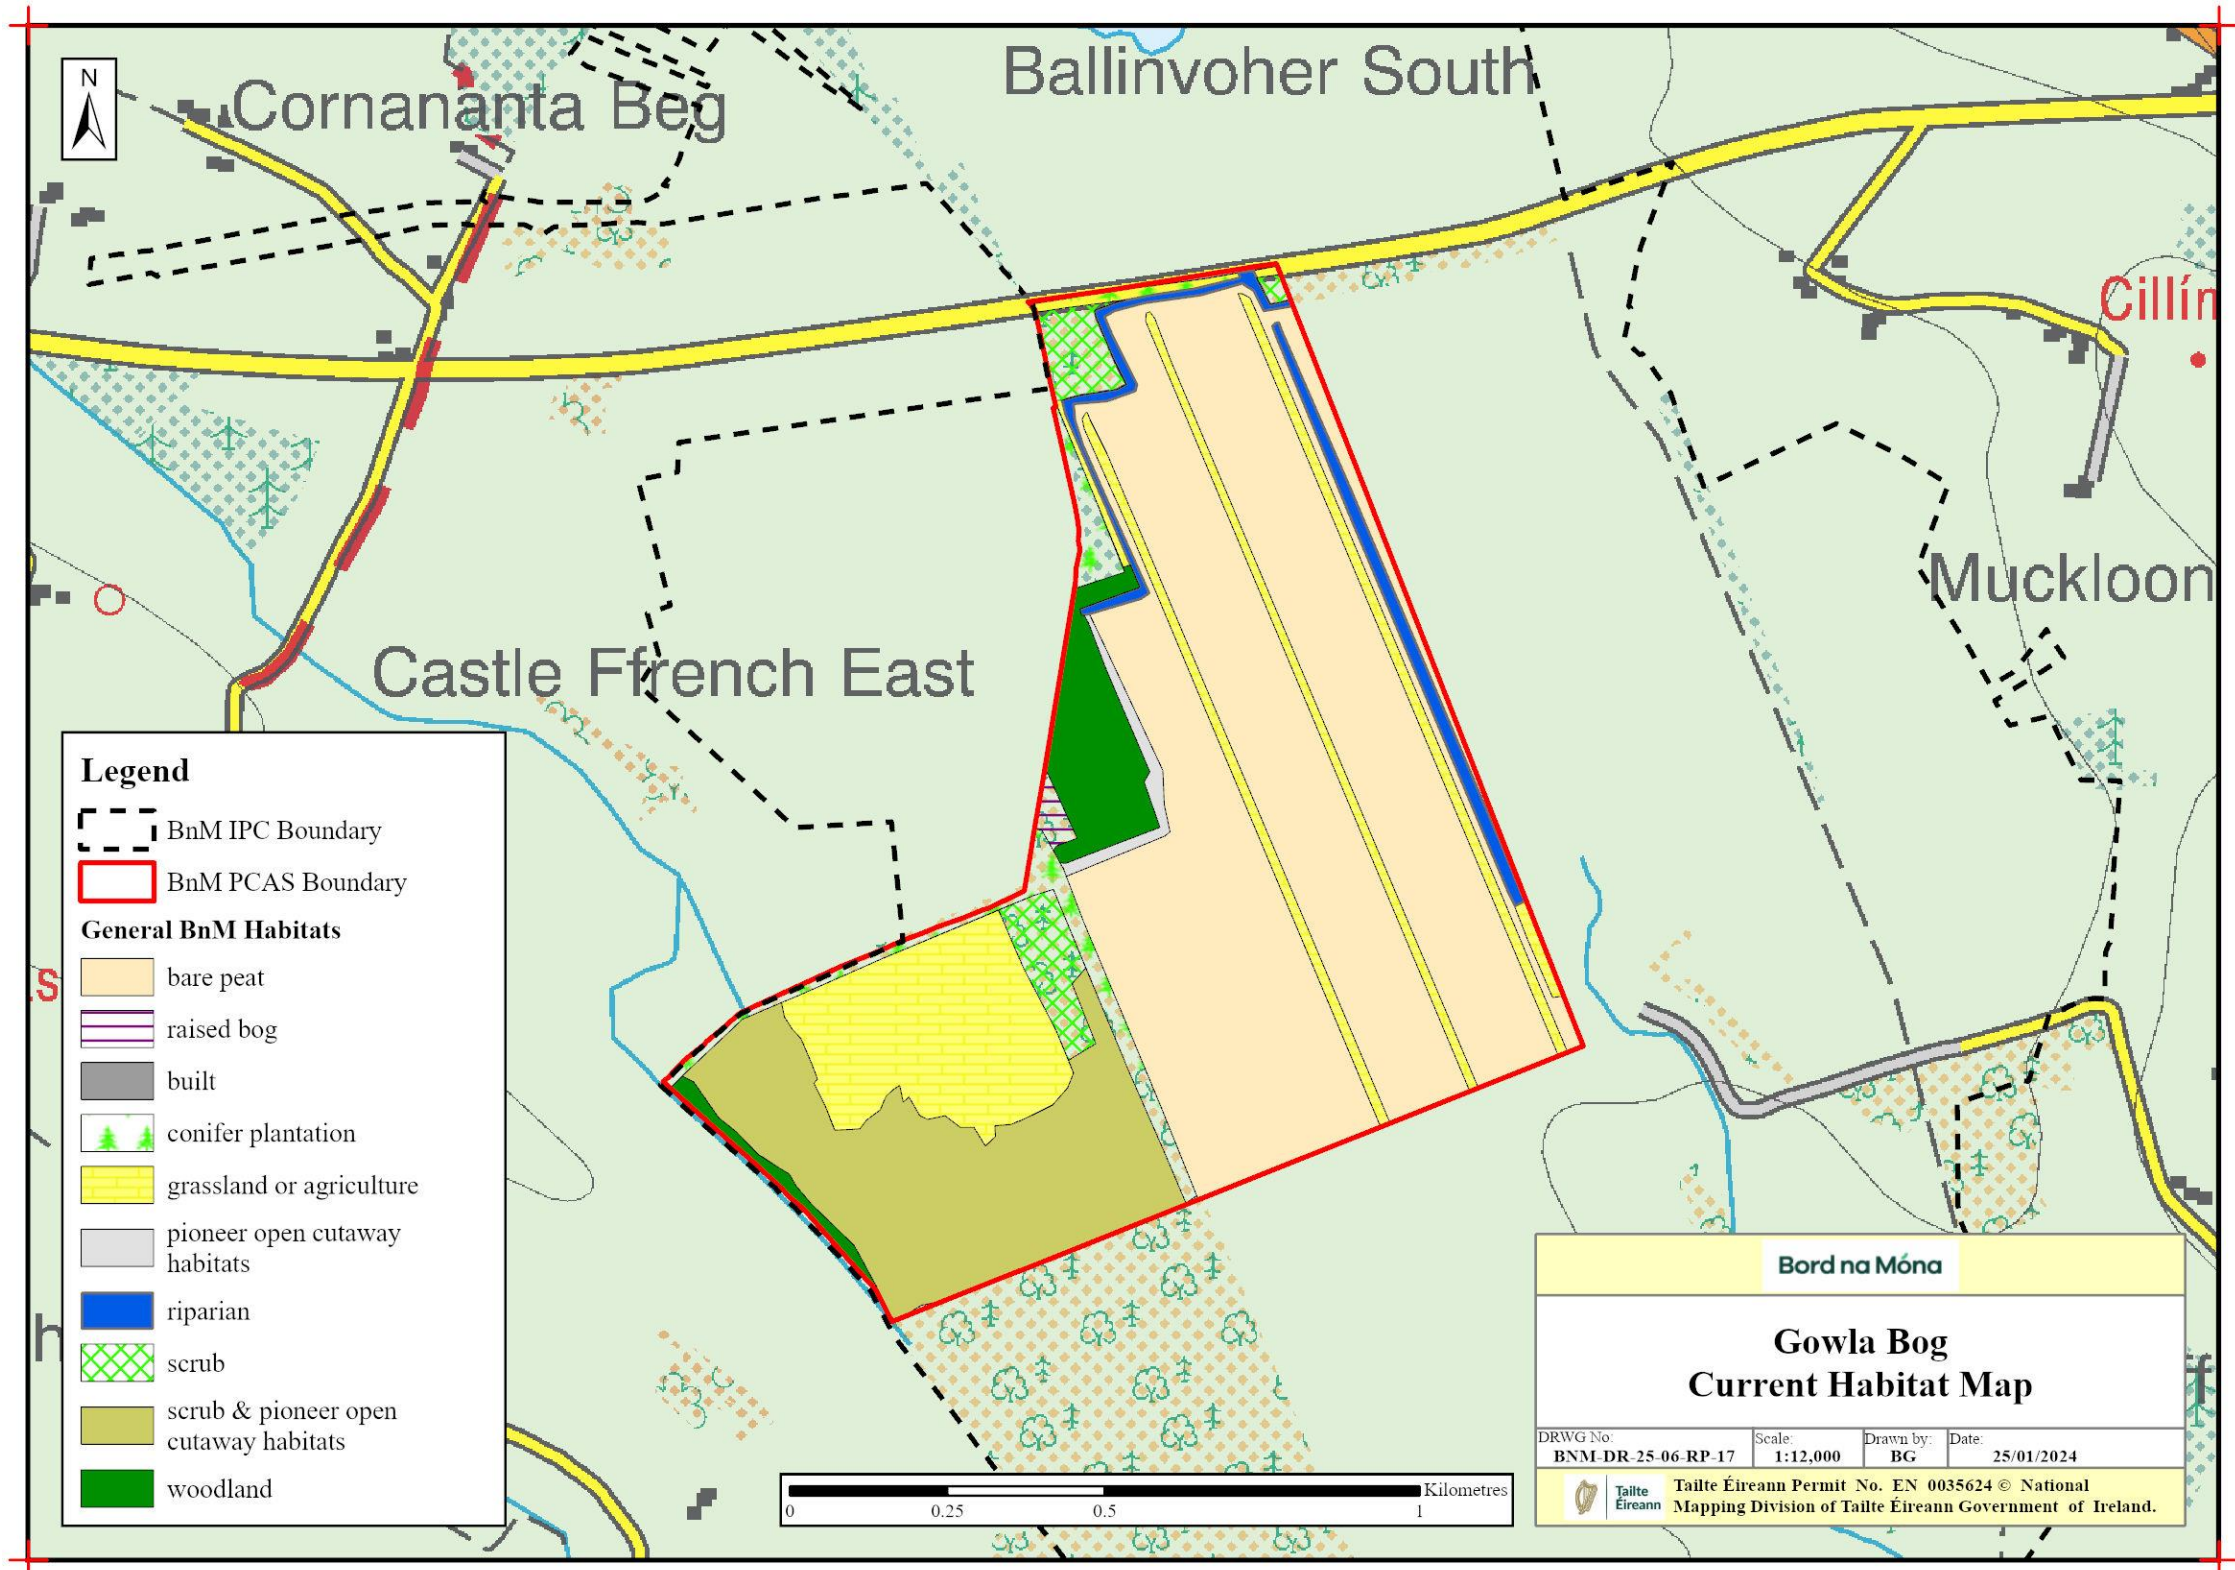 N
Cornananta Beg
Ballinvoher South
Cillín
Muckloon
Castle Ffrench East
Legend
BnM IPC Boundary
BnM PCAS Boundary
General BnM Habitats
bare peat
raised bog
built
conifer plantation
grassland or agriculture
pioneer open cutaway
habitats
riparian
scrub
scrub & pioneer open
cutaway habitats
woodland
0 0.25 0.5 1 Kilometres
Bord na Móna
Gowla Bog
Current Habitat Map
DRWG No: Scale: Drawn by: Date:
BNM-DR-25-06-RP-17 1:12,000 BG 25/01/2024
Tailte
Éireann
Tailte Éireann Permit No. EN 0035624 © National
Mapping Division of Tailte Éireann Government of Ireland.